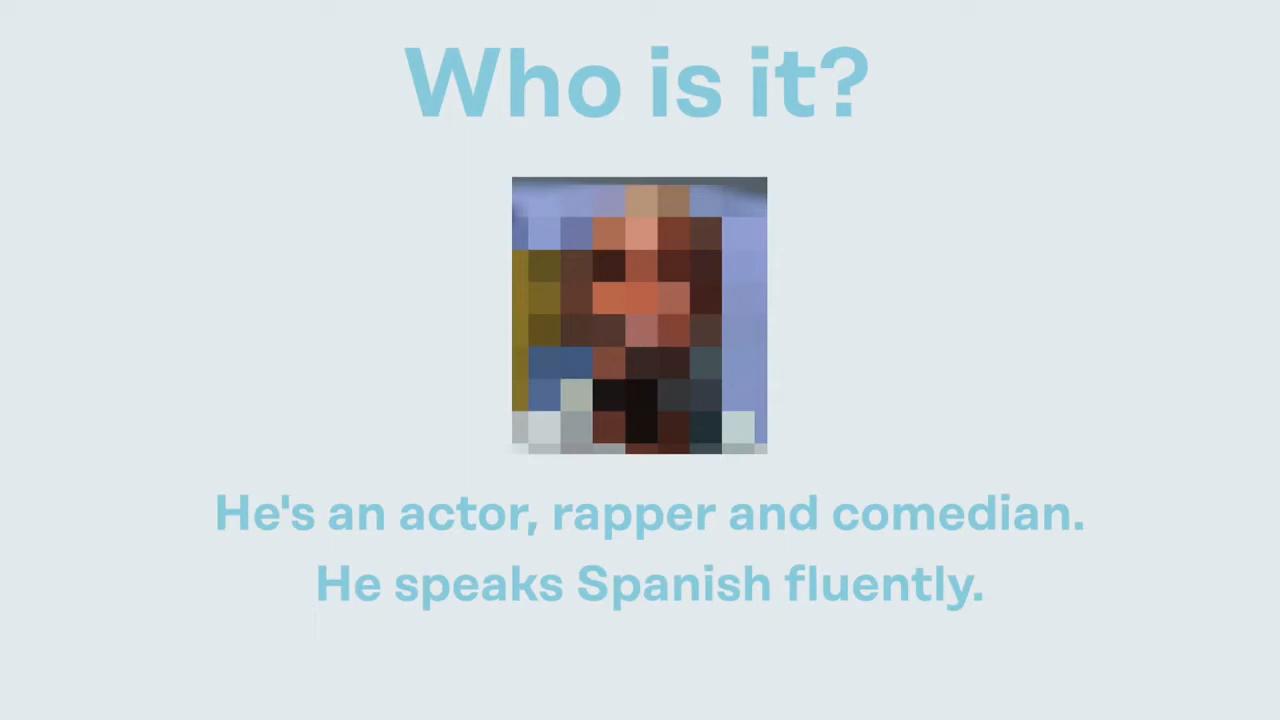 Who is it?
He's an actor, rapper and comedian.
He speaks Spanish fluently.